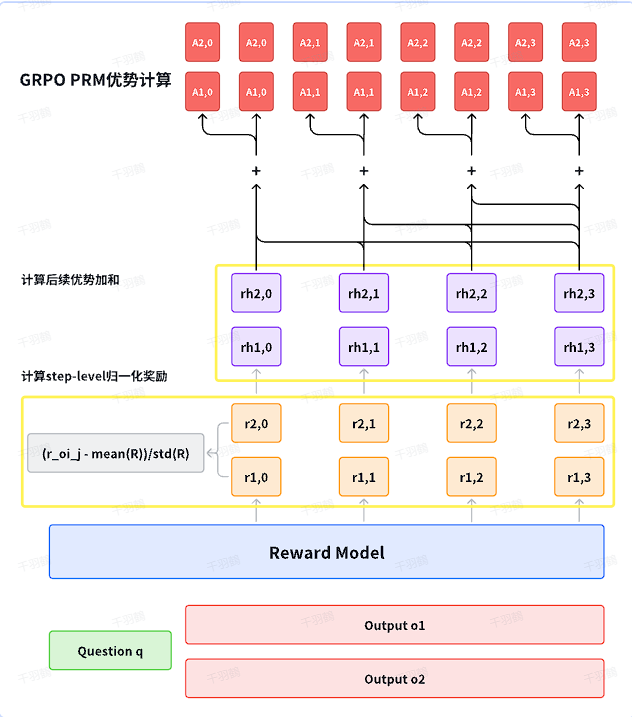 A2,0 A2,0 A2,1 A2,1 A2,2 A2,2 A2,3 A2,3
GRPO PRM优势计算
A1,0 A1,0 A1,1 A1,1 A1,2 A1,2 A1,3 A1,3
+ + + +
计算后续优势加和
rh2,0 rh2,1 rh2,2 rh2,3
rh1,0 rh1,1 rh1,2 rh1,3
计算step-level归一化奖励
r2,0 r2,1 r2,2 r2,3
(r_oi_j - mean(R))/std(R)
r1,0 r1,1 r1,2 r1,3
Reward Model
Output o1
Question q
Output o2